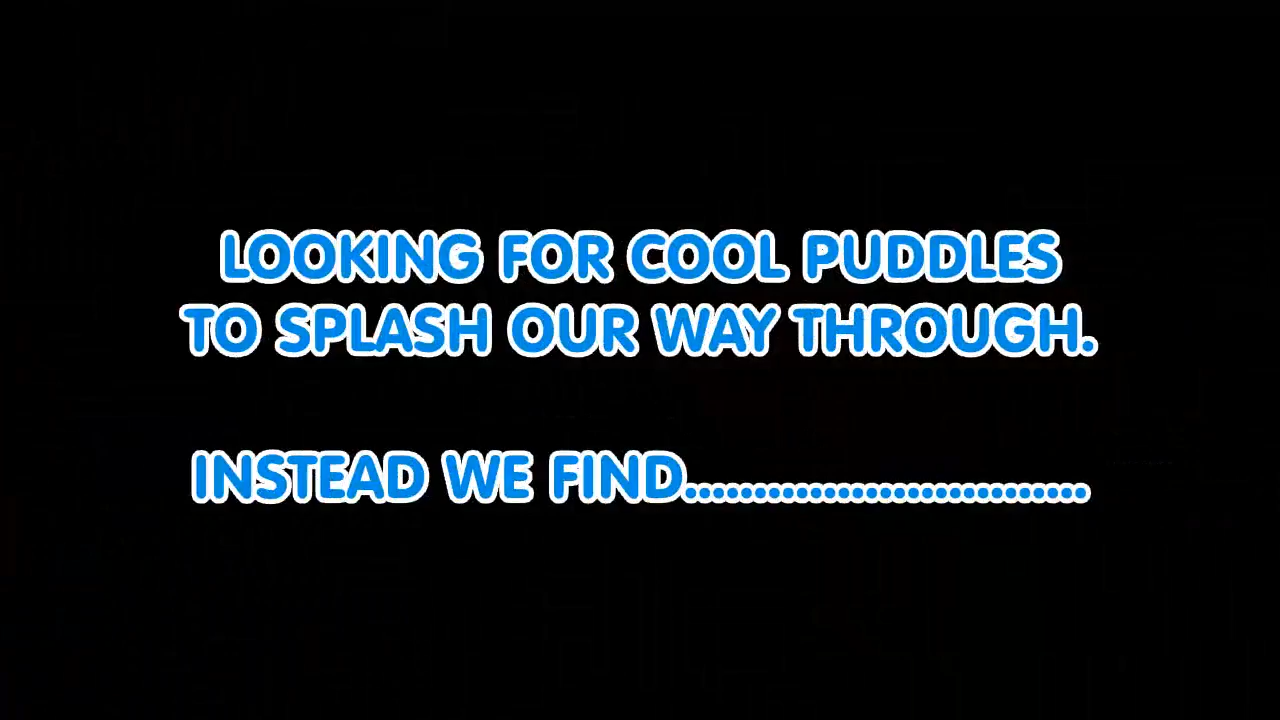 LOOKING FOR COOL PUDDLES
TO SPLASH OUR WAY THROUGH.
INSTEAD WE FIND.............................